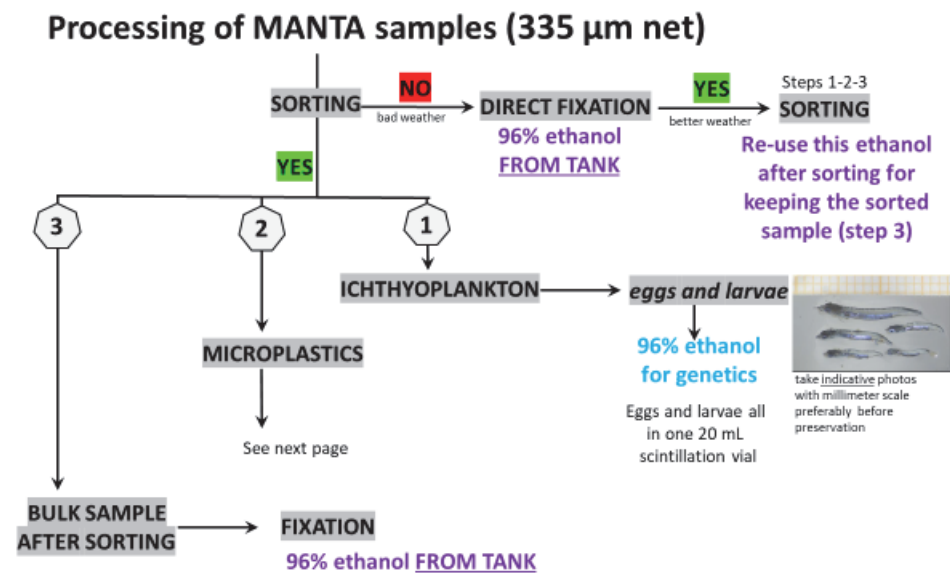 Processing of MANTA samples (335 µm net)
SORTING
NO
bad weather
DIRECT FIXATION
96% ethanol
FROM TANK
YES
better weather
Steps 1-2-3
SORTING
Re-use this ethanol
after sorting for
keeping the sorted
sample (step 3)
YES
3
2
1
ICHTHYOPLANKTON
eggs and larvae
96% ethanol
for genetics
Eggs and larvae all
in one 20 mL
scintillation vial
take indicative photos
with millimeter scale
preferably before
preservation
MICROPLASTICS
See next page
BULK SAMPLE
AFTER SORTING
FIXATION
96% ethanol FROM TANK